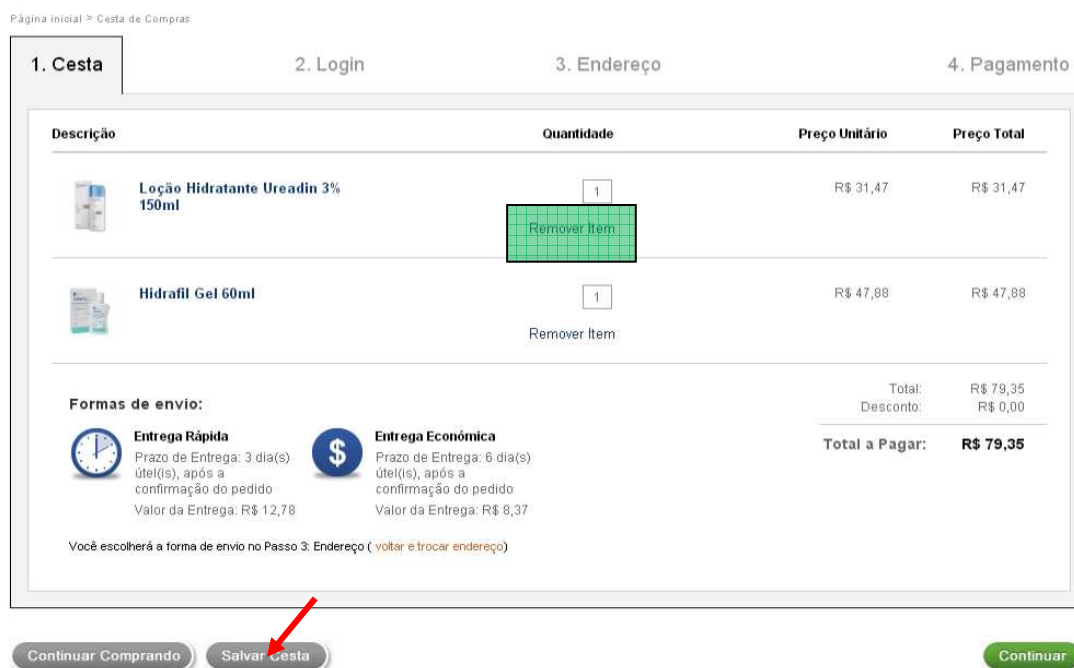 Página inicial > Cesta de Compras
1. Cesta 2. Login 3. Endereço 4. Pagamento
Descrição Quantidade Preço Unitário Preço Total
Loção Hidratante Ureadin 3% 1 R$ 31,47 R$ 31,47
150ml
Remover Item
Hidrafil Gel 60ml 1 R$ 47,88 R$ 47,88
Remover Item
Total: R$ 79,35
Desconto: R$ 0,00
Total a Pagar: R$ 79,35
Formas de envio:
Entrega Rápida
Prazo de Entrega: 3 dia(s)
útel(is), após a
confirmação do pedido
Valor da Entrega: R$ 12,78
$
Entrega Económica
Prazo de Entrega: 6 dia(s)
útel(is), após a
confirmação do pedido
Valor da Entrega: R$ 8,37
Você escolherá a forma de envio no Passo 3: Endereço ( voltar e trocar endereço)
Continuar Comprando Salvar Cesta Continuar